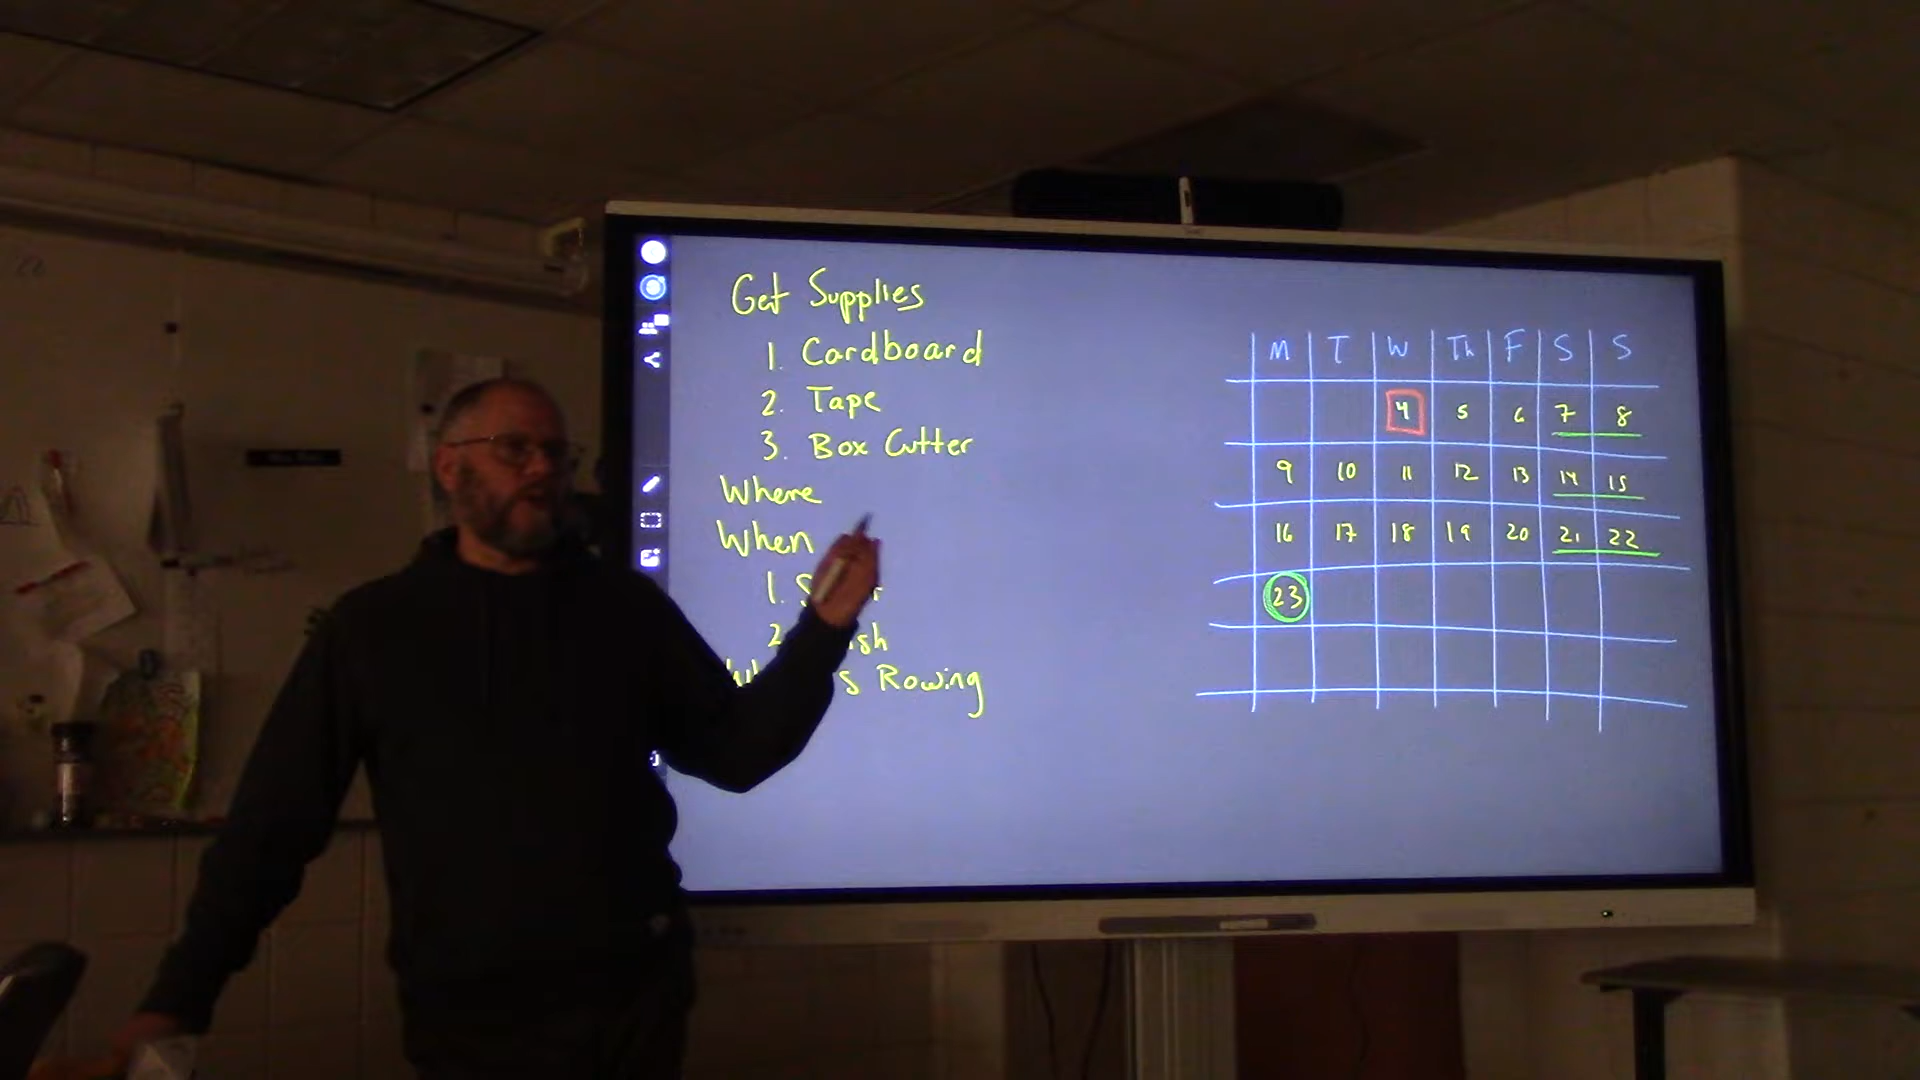 Get Supplies
1. Cardboard
2. Tape
3. Box Cutter
Where
When
1.
2.
Rowing
M T W Th F S S
4 5 6 7 8
9 10 11 12 13 14 15
16 17 18 19 20 21 22
23